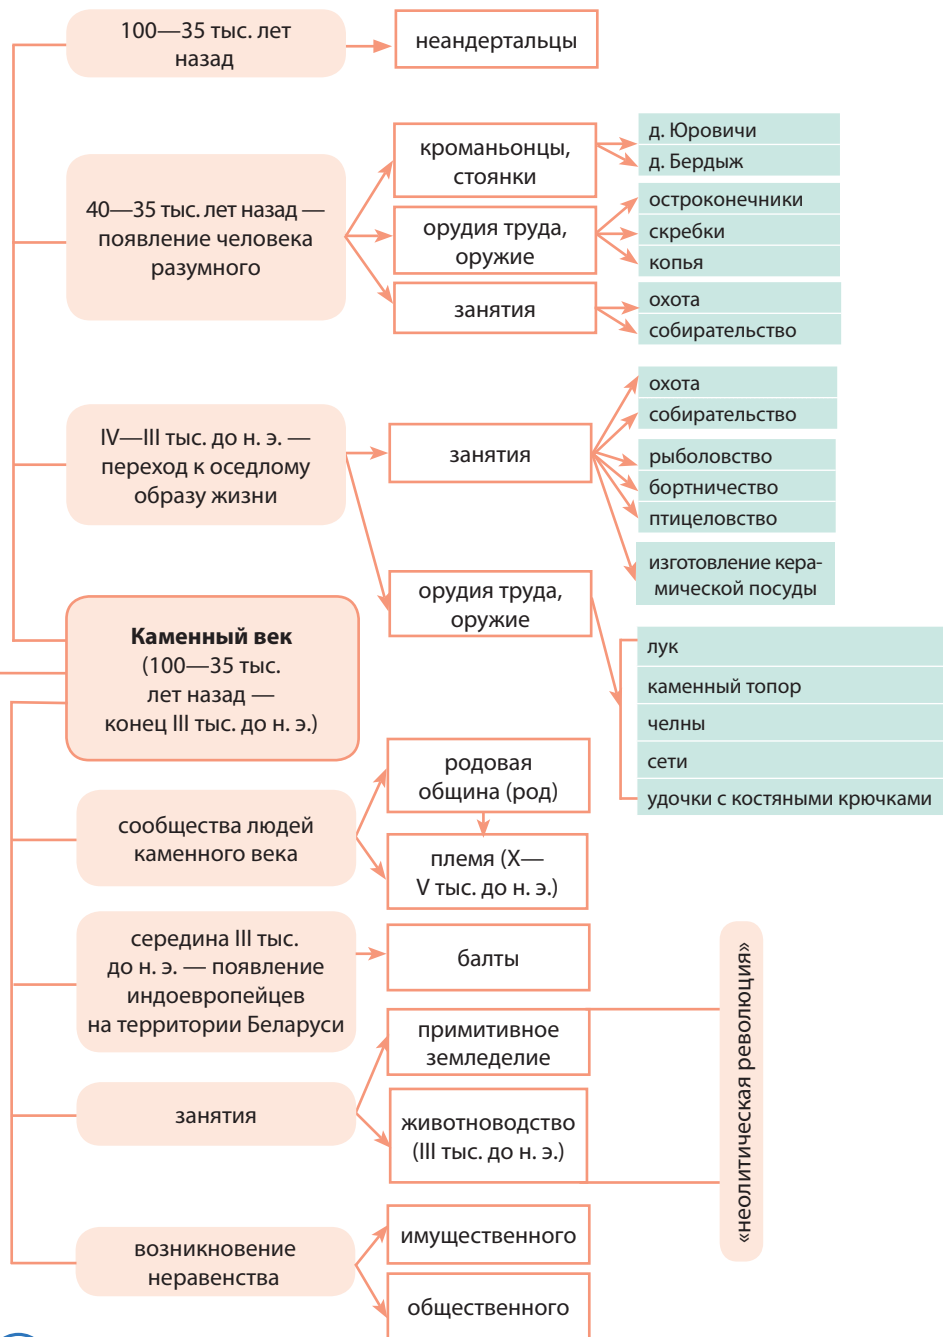 100—35 тыс. лет
назад
неандертальцы
40—35 тыс. лет назад —
появление человека
разумного
кроманьонцы,
стоянки
д. Юровичи
д. Бердыж
орудия труда,
оружие
остроконечники
скребки
копья
занятия
охота
собирательство
IV—III тыс. до н. э. —
переход к оседлому
образу жизни
занятия
охота
собирательство
рыболовство
бортничество
птицеловство
изготовление кера-
мической посуды
орудия труда,
оружие
лук
каменный топор
челны
сети
удочки с костяными крючками
Каменный век
(100—35 тыс.
лет назад —
конец III тыс. до н. э.)
сообщества людей
каменного века
родовая
община (род)
племя (X—
V тыс. до н. э.)
середина III тыс.
до н. э. — появление
индоевропейцев
на территории Беларуси
балты
занятия
примитивное
земледелие
животноводство
(III тыс. до н. э.)
«неолитическая революция»
возникновение
неравенства
имущественного
общественного